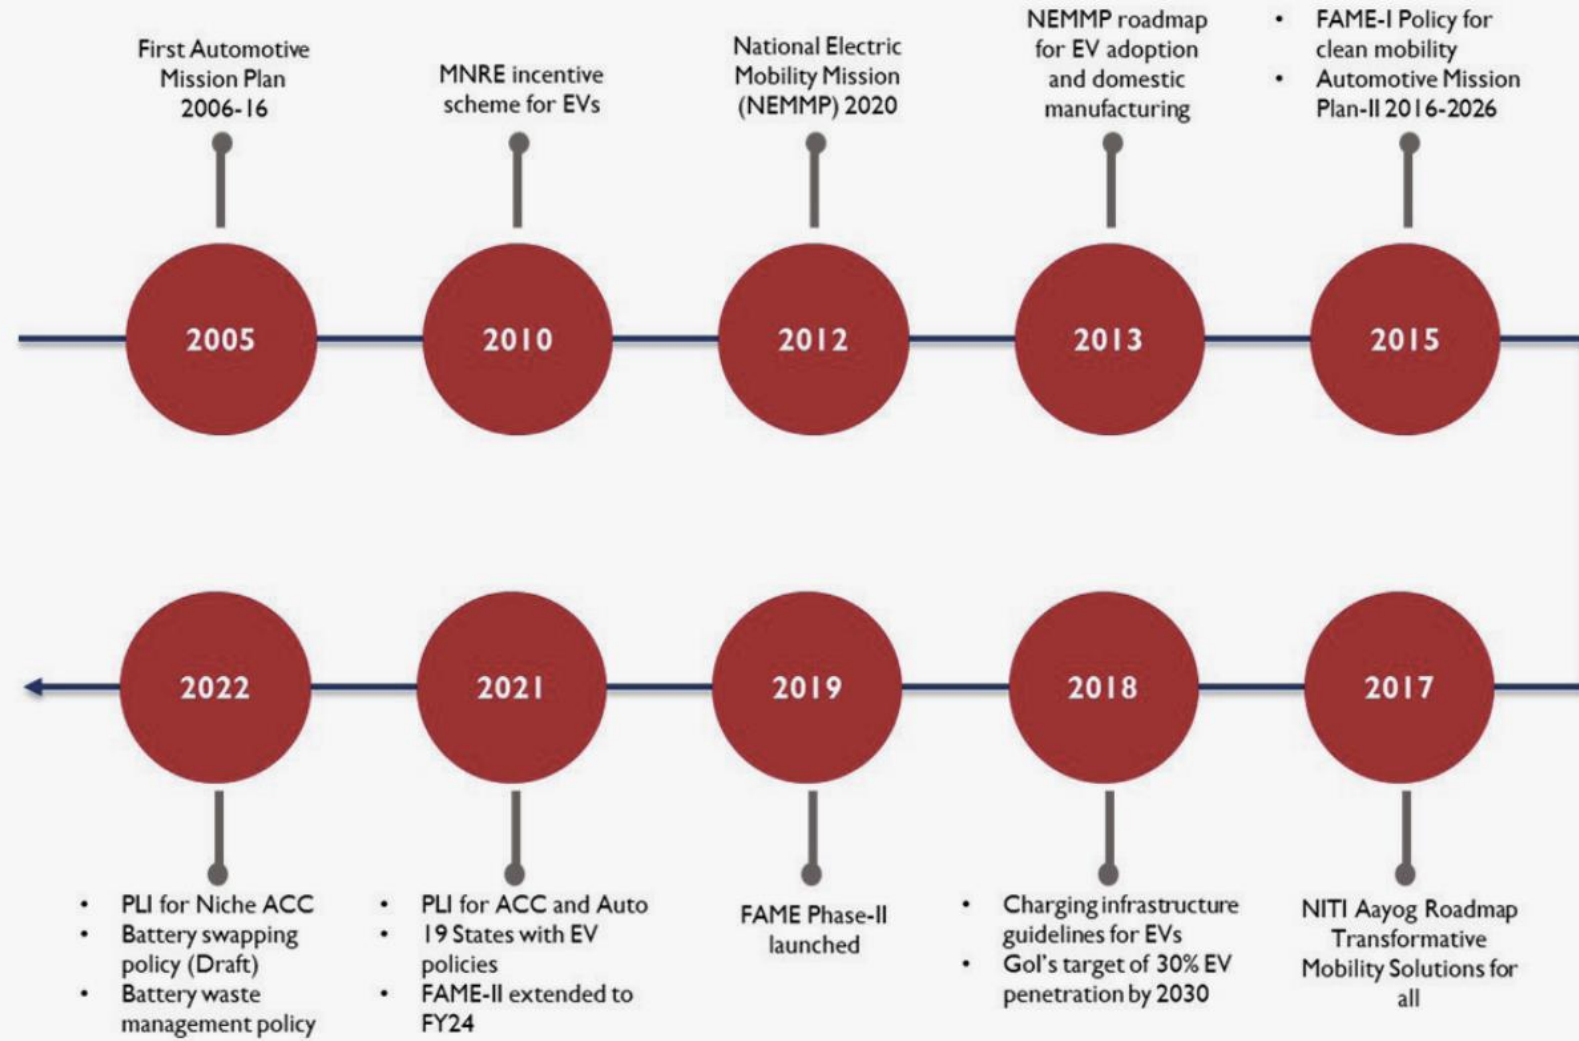 First Automotive
Mission Plan
2006-16
MNRE incentive
scheme for EVs
National Electric
Mobility Mission
(NEMMP) 2020
NEMMP roadmap
for EV adoption
and domestic
manufacturing
• FAME-I Policy for
clean mobility
• Automotive Mission
Plan-II 2016-2026
2005
2010
2012
2013
2015
2017
NITI Aayog Roadmap
Transformative
Mobility Solutions for
all
2018
• Charging infrastructure
guidelines for EVs
• GoI's target of 30% EV
penetration by 2030
2019
FAME Phase-II
launched
2021
• PLI for ACC and Auto
• 19 States with EV
policies
• FAME-II extended to
FY24
2022
• PLI for Niche ACC
• Battery swapping
policy (Draft)
• Battery waste
management policy